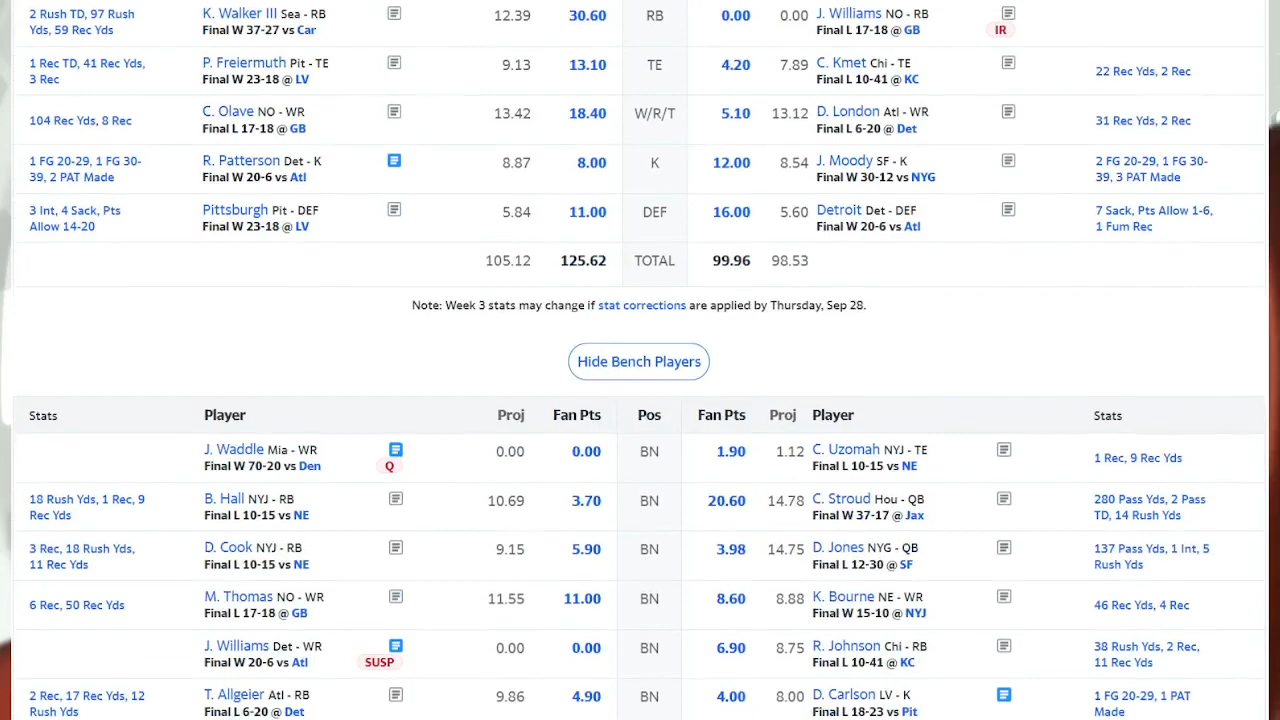 2 Rush TD, 97 Rush Yds, 59 Rec Yds K. Walker III Sea - RB Final W 37-27 vs Car 12.39 30.60 RB 0.00 0.00 J. Williams NO - RB Final L 17-18 @ GB IR
1 Rec TD, 41 Rec Yds, 3 Rec P. Freiermuth Pit - TE Final W 23-18 @ LV 9.13 13.10 TE 4.20 7.89 C. Kmet Chi - TE Final L 10-41 @ KC 22 Rec Yds, 2 Rec
104 Rec Yds, 8 Rec C. Olave NO - WR Final L 17-18 @ GB 13.42 18.40 W/R/T 5.10 13.12 D. London Atl - WR Final L 6-20 @ Det 31 Rec Yds, 2 Rec
1 FG 20-29, 1 FG 30-39, 2 PAT Made R. Patterson Det - K Final W 20-6 vs Atl 8.87 8.00 K 12.00 8.54 J. Moody SF - K Final W 30-12 vs NYG 2 FG 20-29, 1 FG 30-39, 3 PAT Made
3 Int, 4 Sack, Pts Allow 14-20 Pittsburgh Pit - DEF Final W 23-18 @ LV 5.84 11.00 DEF 16.00 5.60 Detroit Det - DEF Final W 20-6 vs Atl 7 Sack, Pts Allow 1-6, 1 Fum Rec
105.12 125.62 TOTAL 99.96 98.53
Note: Week 3 stats may change if stat corrections are applied by Thursday, Sep 28.
Hide Bench Players
Stats Player Proj Fan Pts Pos Fan Pts Proj Player Stats
J. Waddle Mia - WR Final W 70-20 vs Den Q 0.00 0.00 BN 1.90 1.12 C. Uzomah NYJ - TE Final L 10-15 vs NE 1 Rec, 9 Rec Yds
18 Rush Yds, 1 Rec, 9 Rec Yds B. Hall NYJ - RB Final L 10-15 vs NE 10.69 3.70 BN 20.60 14.78 C. Stroud Hou - QB Final W 37-17 @ Jax 280 Pass Yds, 2 Pass TD, 14 Rush Yds
3 Rec, 18 Rush Yds, 11 Rec Yds D. Cook NYJ - RB Final L 10-15 vs NE 9.15 5.90 BN 3.98 14.75 D. Jones NYG - QB Final L 12-30 @ SF 137 Pass Yds, 1 Int, 5 Rush Yds
6 Rec, 50 Rec Yds M. Thomas NO - WR Final L 17-18 @ GB 11.55 11.00 BN 8.60 8.88 K. Bourne NE - WR Final W 15-10 @ NYJ 46 Rec Yds, 4 Rec
J. Williams Det - WR Final W 20-6 vs Atl SUSP 0.00 0.00 BN 6.90 8.75 R. Johnson Chi - RB Final L 10-41 @ KC 38 Rush Yds, 2 Rec, 11 Rec Yds
2 Rec, 17 Rec Yds, 12 Rush Yds T. Allgeier Atl - RB Final L 6-20 @ Det 9.86 4.90 BN 4.00 8.00 D. Carlson LV - K Final L 18-23 vs Pit 1 FG 20-29, 1 PAT Made